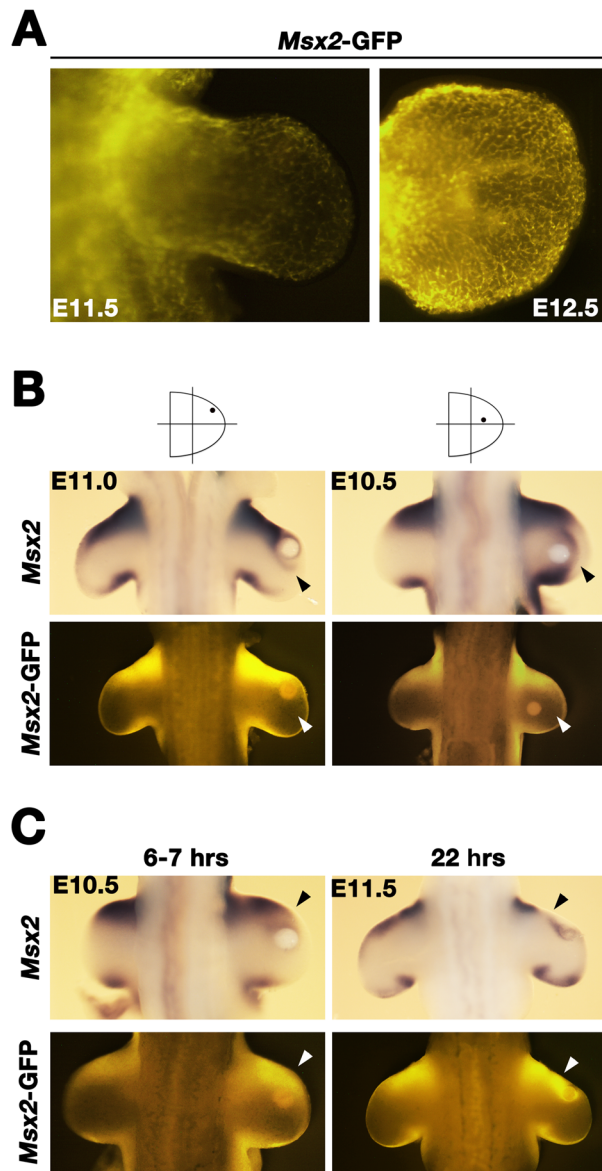 A
Msx2-GFP
E11.5
E12.5
B
E11.0
E10.5
Msx2
Msx2-GFP
C
6-7 hrs
22 hrs
E10.5
E11.5
Msx2
Msx2-GFP